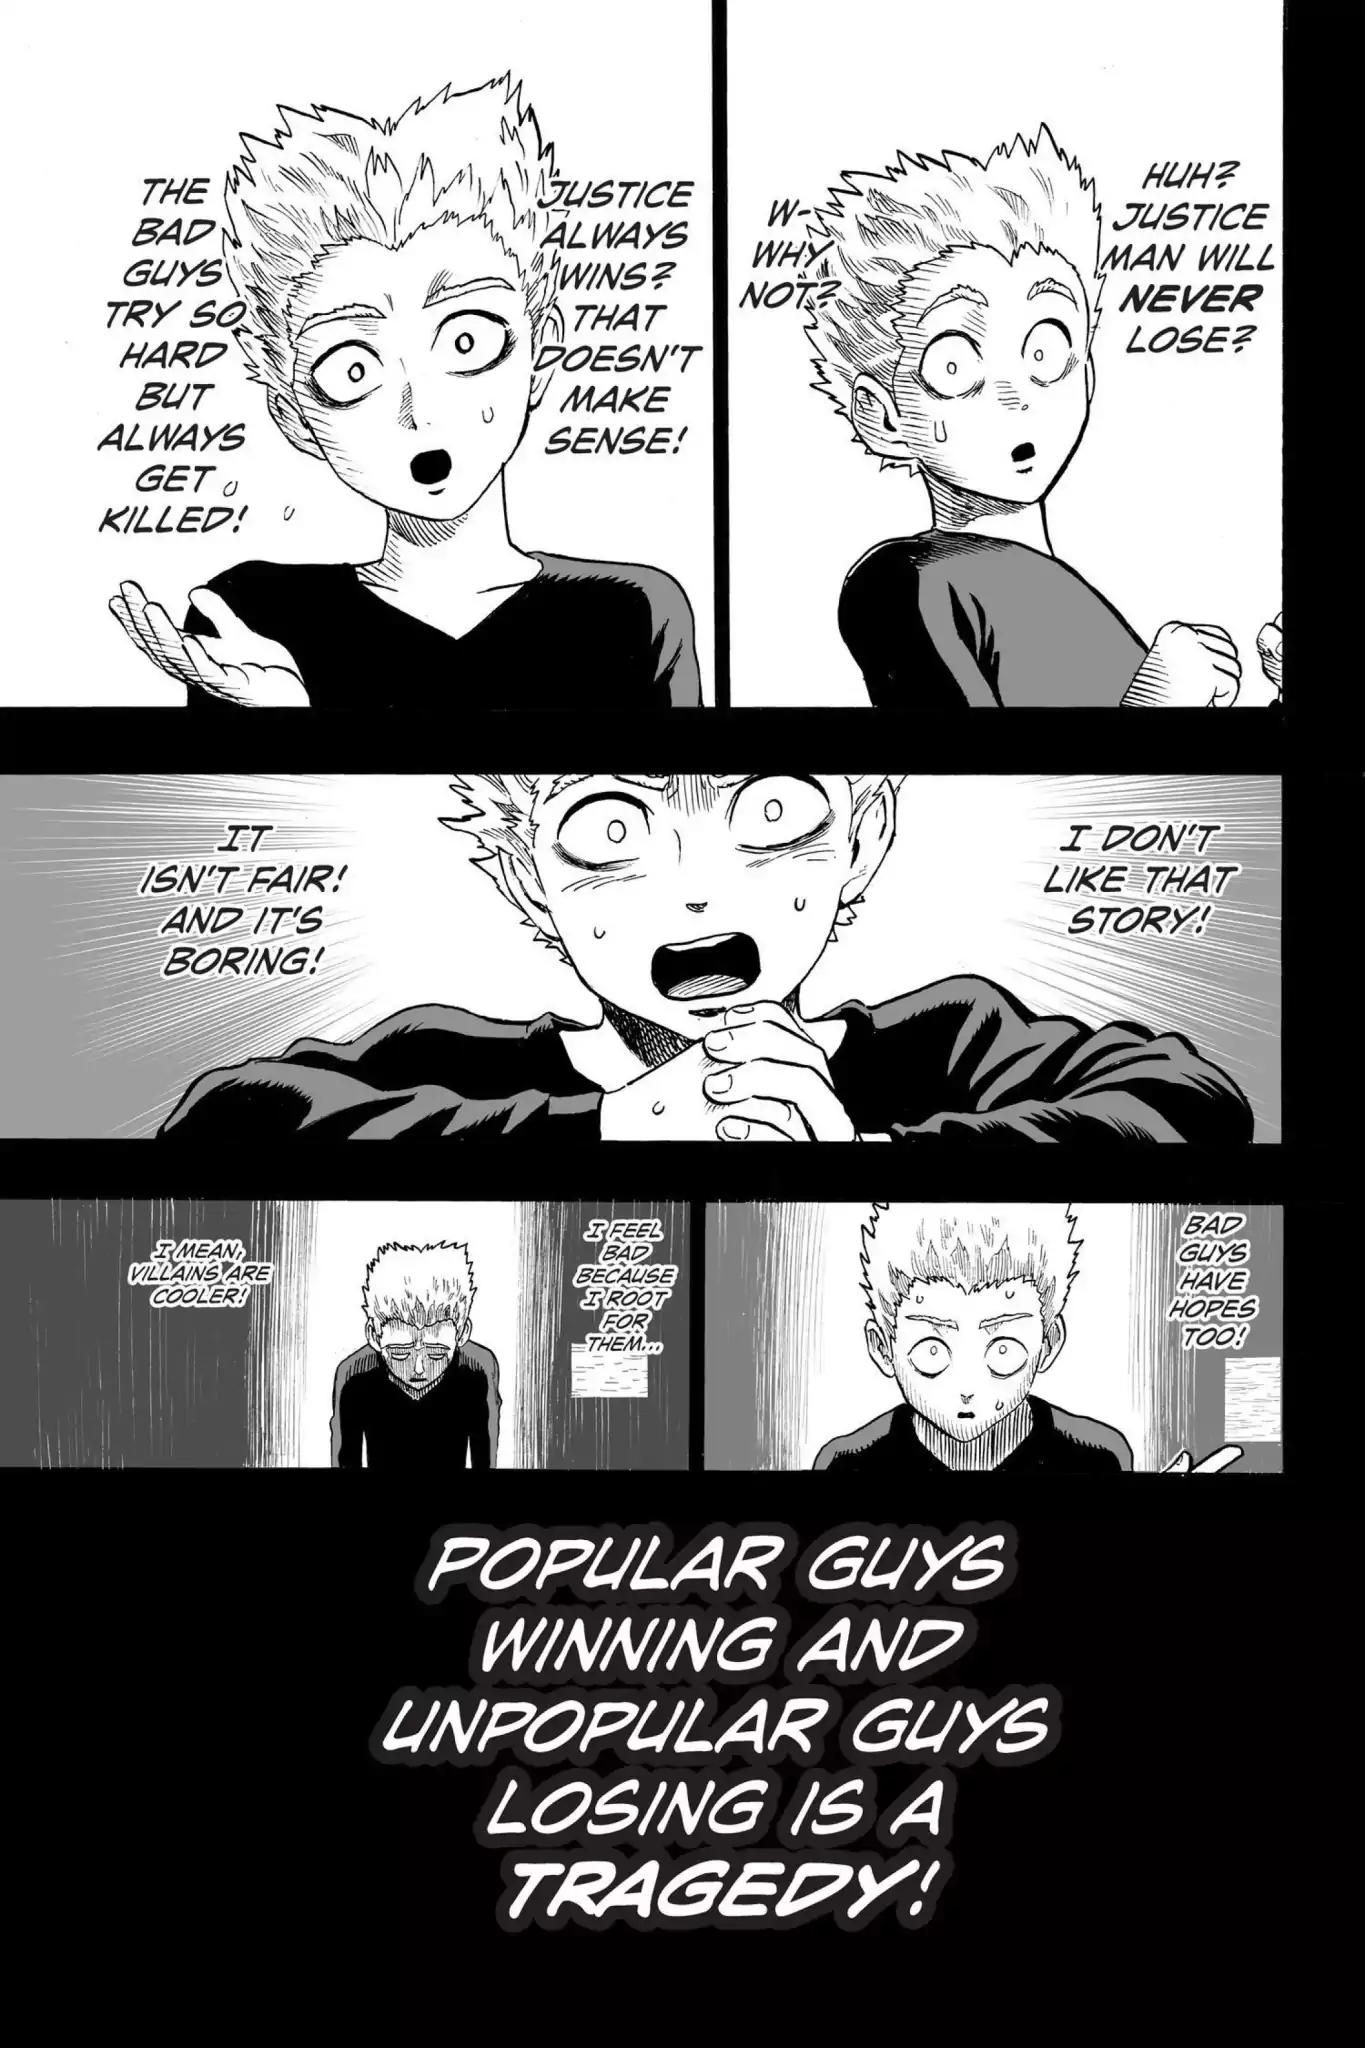 HUH?
JUSTICE
MAN WILL
NEVER
LOSE?
W-
WHY
NOT?
JUSTICE
ALWAYS
WINS?
THAT
DOESN'T
MAKE
SENSE!
THE
BAD
GUYS
TRY SO
HARD
BUT
ALWAYS
GET
KILLED!
I DON'T
LIKE THAT
STORY!
IT
ISN'T FAIR!
AND IT'S
BORING!
BAD
GUYS
HAVE
HOPES
TOO!
I FEEL
BAD
BECAUSE
I ROOT
FOR
THEM...
I MEAN,
VILLAINS ARE
COOLER!
POPULAR GUYS
WINNING AND
UNPOPULAR GUYS
LOSING IS A
TRAGEDY!